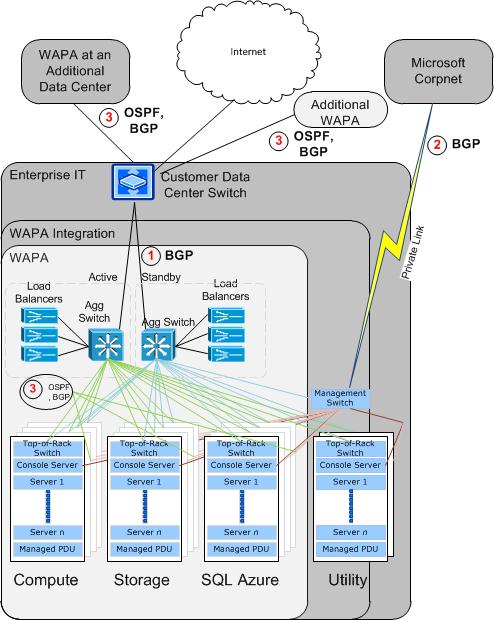 WAPA at an
Additional
Data Center
Internet
Microsoft
Corpnet
3 OSPF,
BGP
Additional
WAPA
3 OSPF,
BGP
2 BGP
Enterprise IT
Customer Data
Center Switch
Private Link
WAPA Integration
WAPA
1 BGP
Active
Standby
Load
Balancers
Agg
Switch
Agg Switch
Load
Balancers
3 OSPF
, BGP
Management
Switch
Top-of-Rack
Switch
Console Server
Server 1
Server n
Managed PDU
Compute
Top-of-Rack
Switch
Console Server
Server 1
Server n
Managed PDU
Storage
Top-of-Rack
Switch
Console Server
Server 1
Server n
Managed PDU
SQL Azure
Top-of-Rack
Switch
Console Server
Server 1
Server n
Managed PDU
Utility